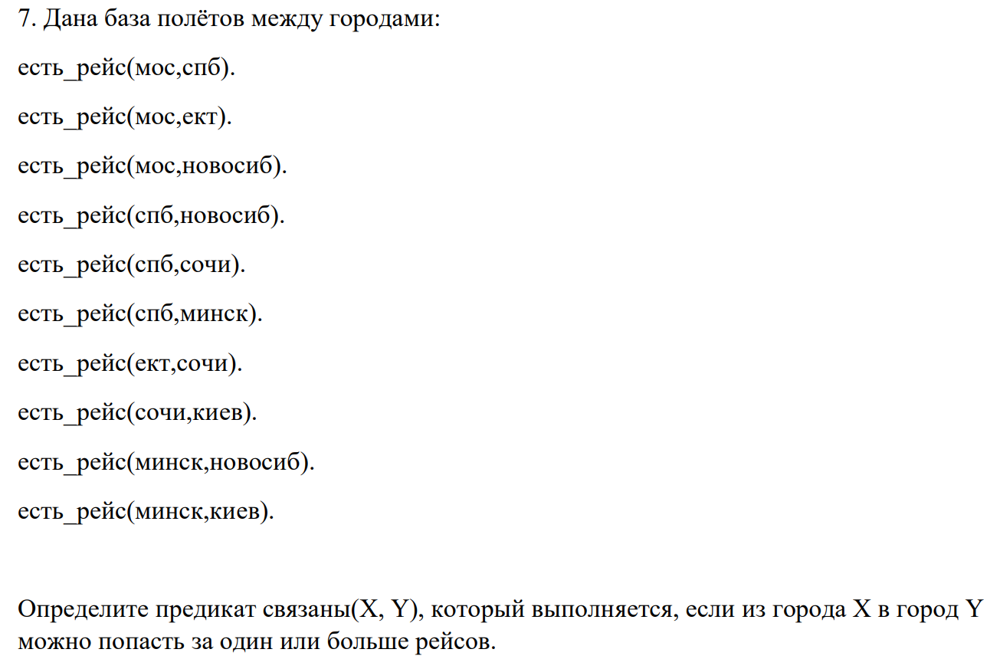 7. Дана база полётов между городами:
есть_рейс(мос,спб).
есть_рейс(мос,ект).
есть_рейс(мос,новосиб).
есть_рейс(спб,новосиб).
есть_рейс(спб,сочи).
есть_рейс(спб,минск).
есть_рейс(ект,сочи).
есть_рейс(сочи,киев).
есть_рейс(минск,новосиб).
есть_рейс(минск,киев).
Определите предикат связаны(X, Y), который выполняется, если из города X в город Y
можно попасть за один или больше рейсов.